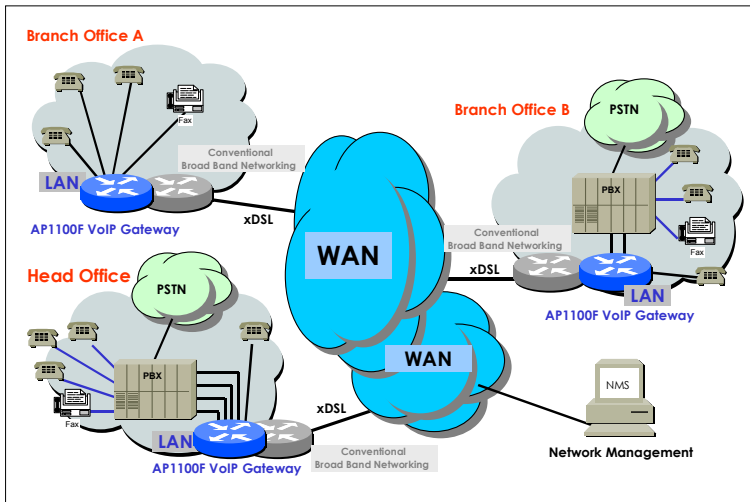 Branch Office A
Fax
Conventional
Broad Band Networking
LAN
AP1100F VoIP Gateway
xDSL
Branch Office B
PSTN
PBX
Fax
Conventional
Broad Band Networking
xDSL
LAN
AP1100F VoIP Gateway
WAN
WAN
Head Office
PSTN
PBX
Fax
LAN
xDSL
AP1100F VoIP Gateway
Conventional
Broad Band Networking
NMS
Network Management